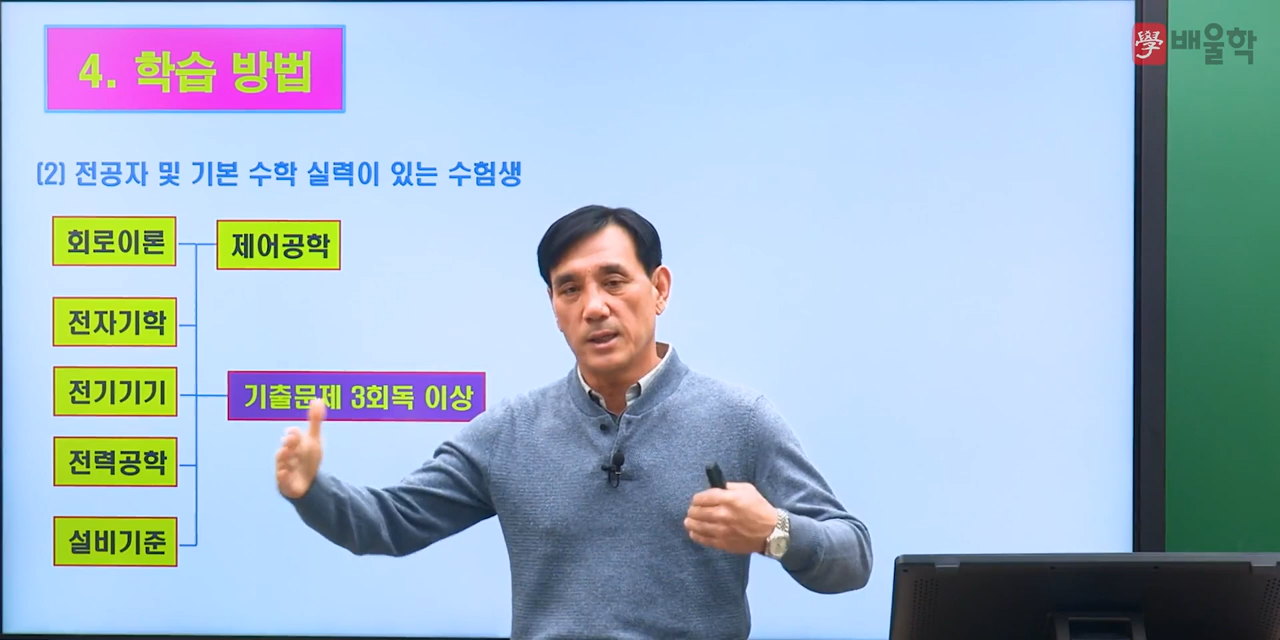 學 배울학
4. 학습 방법
(2) 전공자 및 기본 수학 실력이 있는 수험생
회로이론
제어공학
전자기학
전기기기
기출문제 3회독 이상
전력공학
설비기준